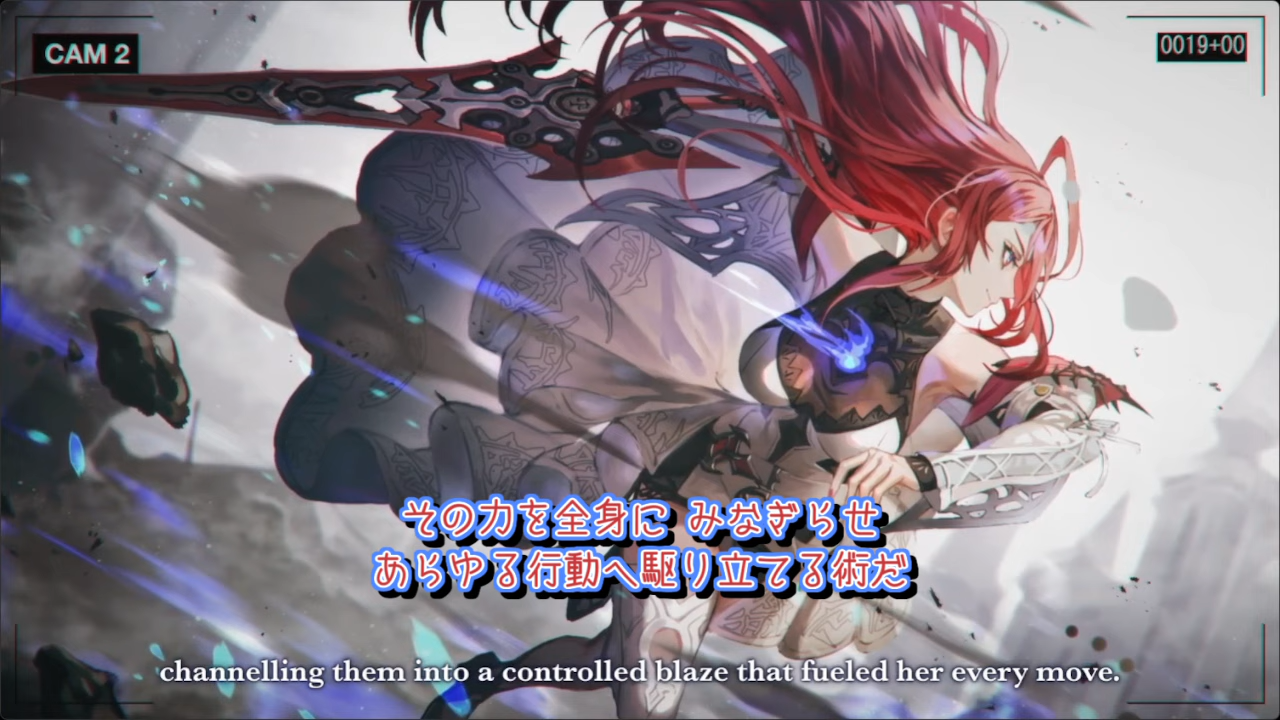 CAM 2
0019+00
その力を全身に みなぎらせ
あらゆる行動へ駆り立てる術だ
channelling them into a controlled blaze that fueled her every move.